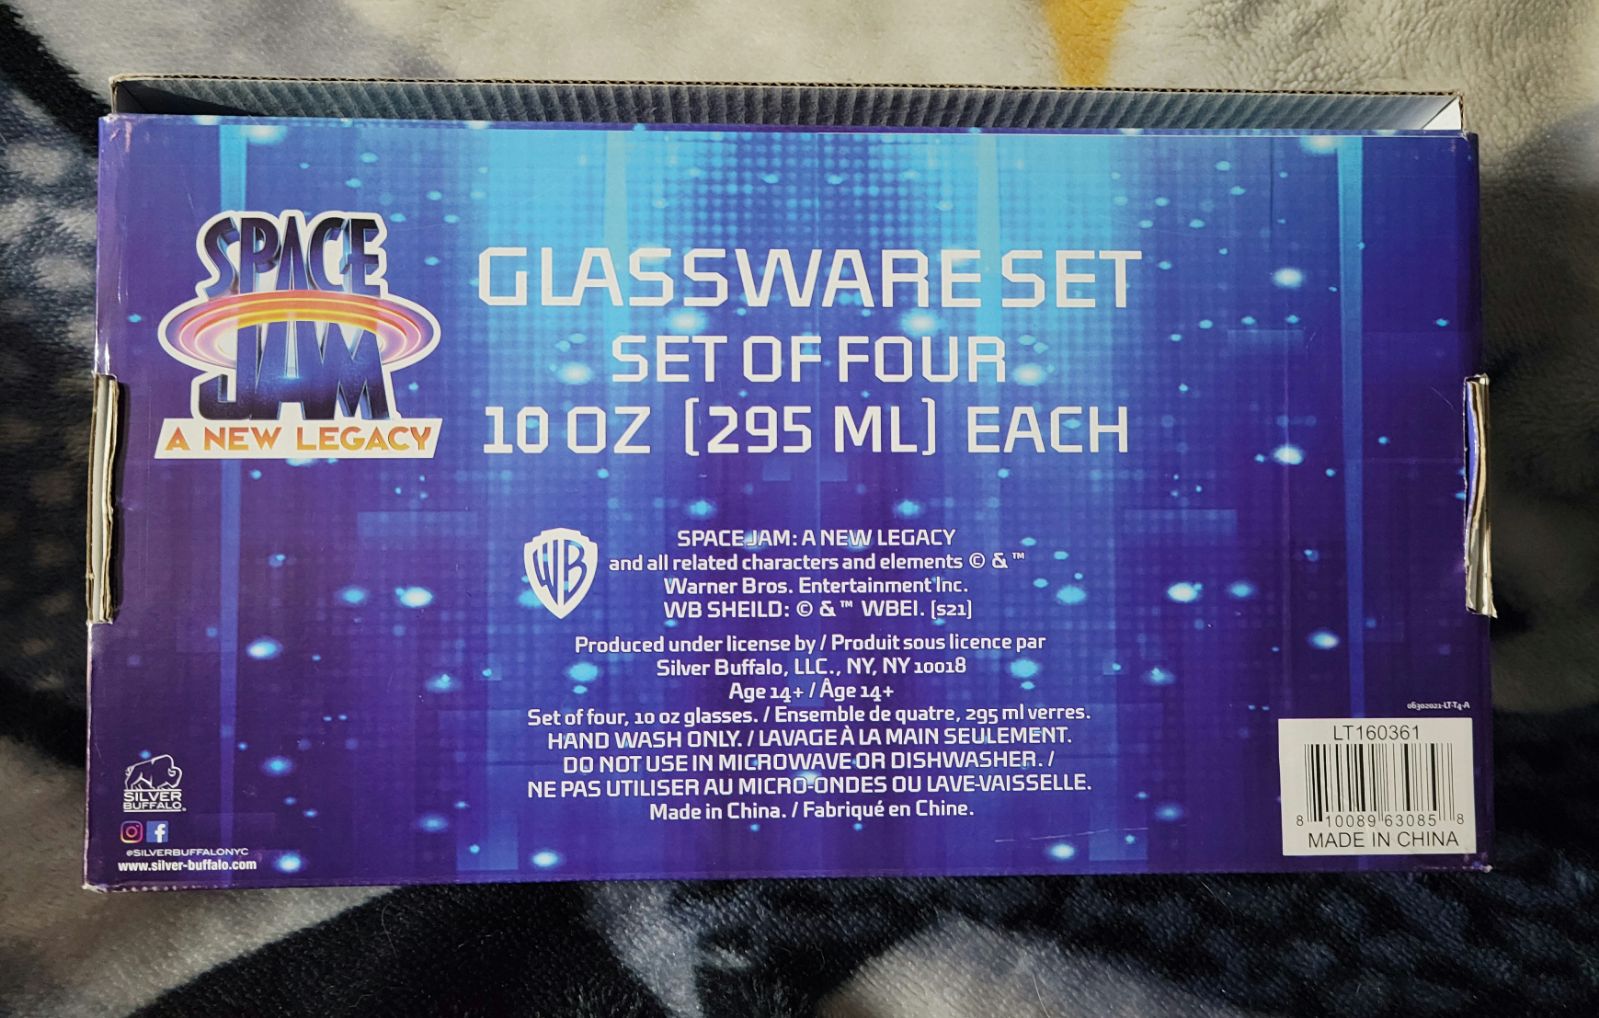 SPACE
JAM
A NEW LEGACY
GLASSWARE SET
SET OF FOUR
10 OZ [295 ML] EACH
WB
SPACE JAM: A NEW LEGACY
and all related characters and elements © & ™
Warner Bros. Entertainment Inc.
WB SHEILD: © & ™ WBEI. [s21]
Produced under license by / Produit sous licence par
Silver Buffalo, LLC., NY, NY 10018
Age 14+ / Âge 14+
Set of four, 10 oz glasses. / Ensemble de quatre, 295 ml verres.
HAND WASH ONLY. / LAVAGE À LA MAIN SEULEMENT.
DO NOT USE IN MICROWAVE OR DISHWASHER. /
NE PAS UTILISER AU MICRO-ONDES OU LAVE-VAISSELLE.
Made in China. / Fabriqué en Chine.
SILVER
BUFFALO
@SILVERBUFFALONYC
www.silver-buffalo.com
06302021-LT-T4-A
LT160361
8 10089 63085 8
MADE IN CHINA